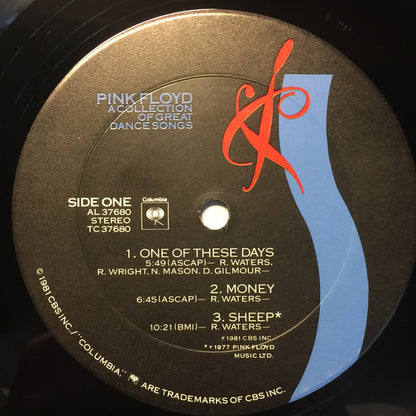 PINK FLOYD
A COLLECTION
OF GREAT
DANCE SONGS
SIDE ONE
AL 37680
STEREO
TC 37680
Columbia
1. ONE OF THESE DAYS
5:49 (ASCAP)— R. WATERS,
R. WRIGHT, N. MASON, D. GILMOUR—
2. MONEY
6:45 (ASCAP)— R. WATERS—
3. SHEEP*
10:21 (BMI)— R. WATERS—
℗ 1981 CBS INC./
*℗ 1977 PINK FLOYD
MUSIC LTD.
© 1981 CBS INC./ "COLUMBIA," ARE TRADEMARKS OF CBS INC.